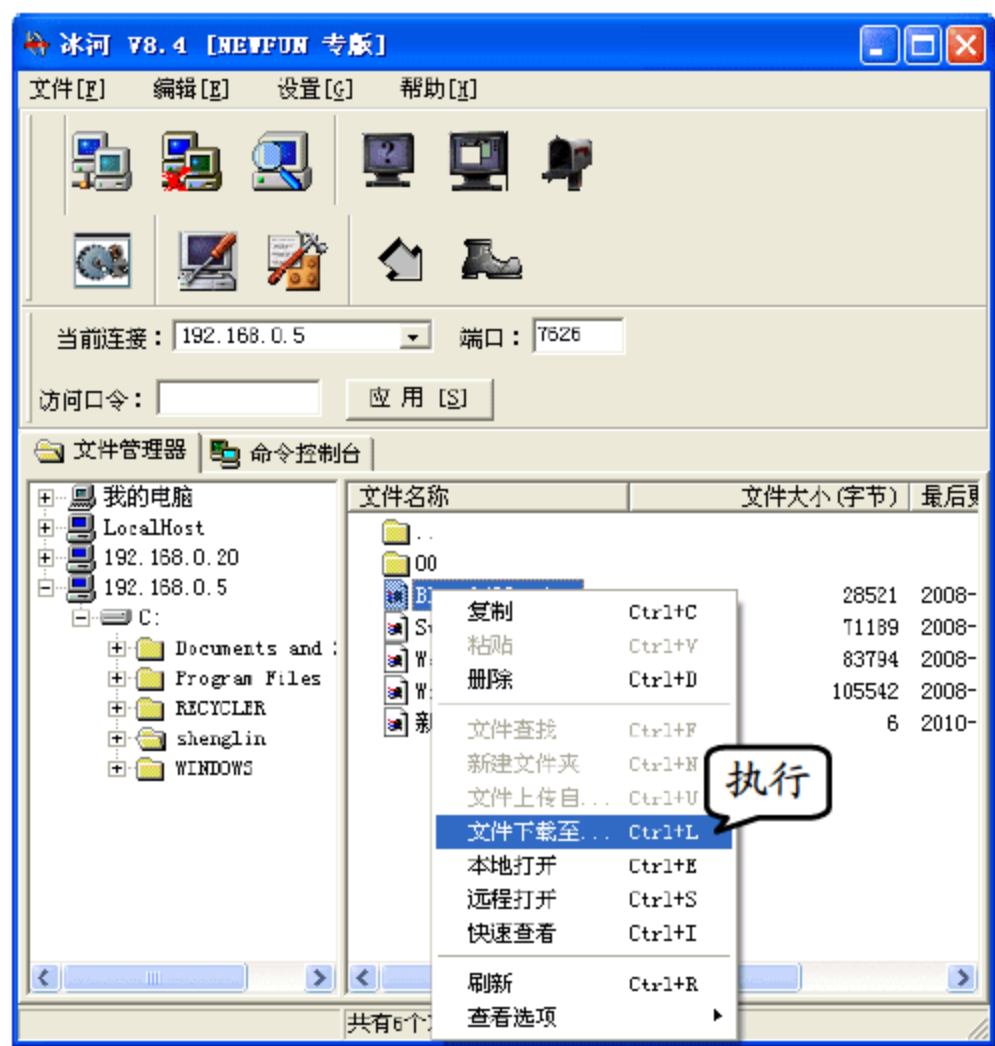 冰河 V8.4 [NEWFUN 专版]
文件[F] 编辑[E] 设置[G] 帮助[H]
当前连接： 192.168.0.5 端口： 7626
访问口令： 应 用 [S]
文件管理器 命令控制台
我的电脑
LocalHost
192.168.0.20
192.168.0.5
C:
Documents and
Program Files
RECYCLER
shenglin
WINDOWS
文件名称 文件大小(字节) 最后
..
00
28521 2008-
71189 2008-
83794 2008-
105542 2008-
新 6 2010-
复制 Ctrl+C
粘贴 Ctrl+V
删除 Ctrl+D
文件查找 Ctrl+F
新建文件夹 Ctrl+N
文件上传自... Ctrl+U
文件下载至... Ctrl+L
本地打开 Ctrl+E
远程打开 Ctrl+S
快速查看 Ctrl+I
刷新 Ctrl+R
查看选项
执行
共有6个